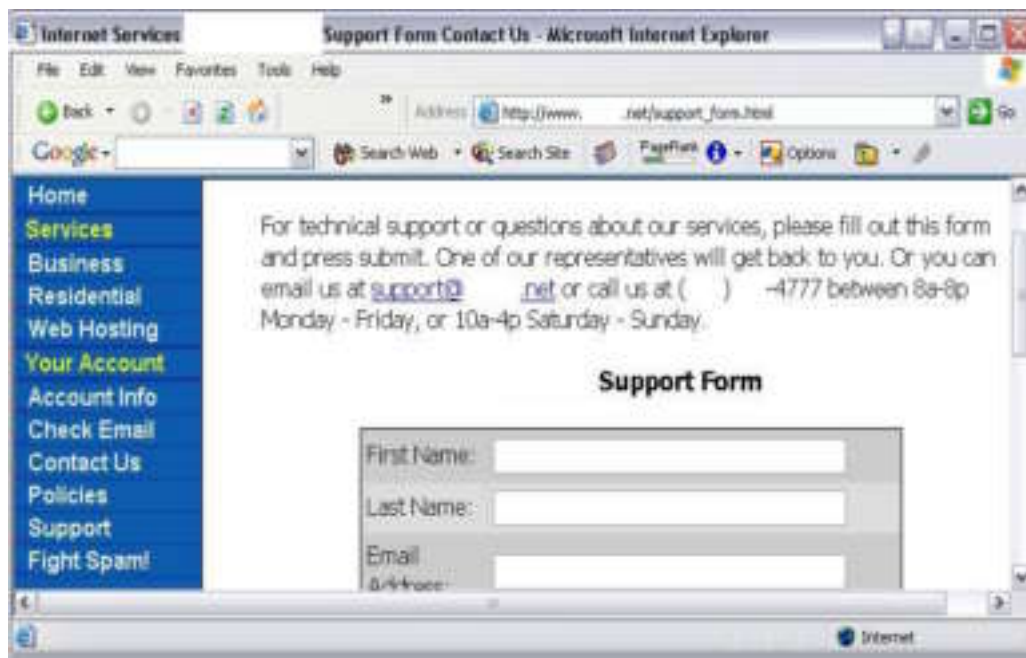 Internet Services Support Form Contact Us - Microsoft Internet Explorer
File Edit View Favorites Tools Help
Back » Address http://www. .net/support_form.html Go
Google Search Web Search Site PageRank Options
Home
Services
Business
Residential
Web Hosting
Your Account
Account Info
Check Email
Contact Us
Policies
Support
Fight Spam!
For technical support or questions about our services, please fill out this form
and press submit. One of our representatives will get back to you. Or you can
email us at support@ .net or call us at ( ) -4777 between 8a-8p
Monday - Friday, or 10a-4p Saturday - Sunday.
Support Form
First Name:
Last Name:
Email
Address:
Internet